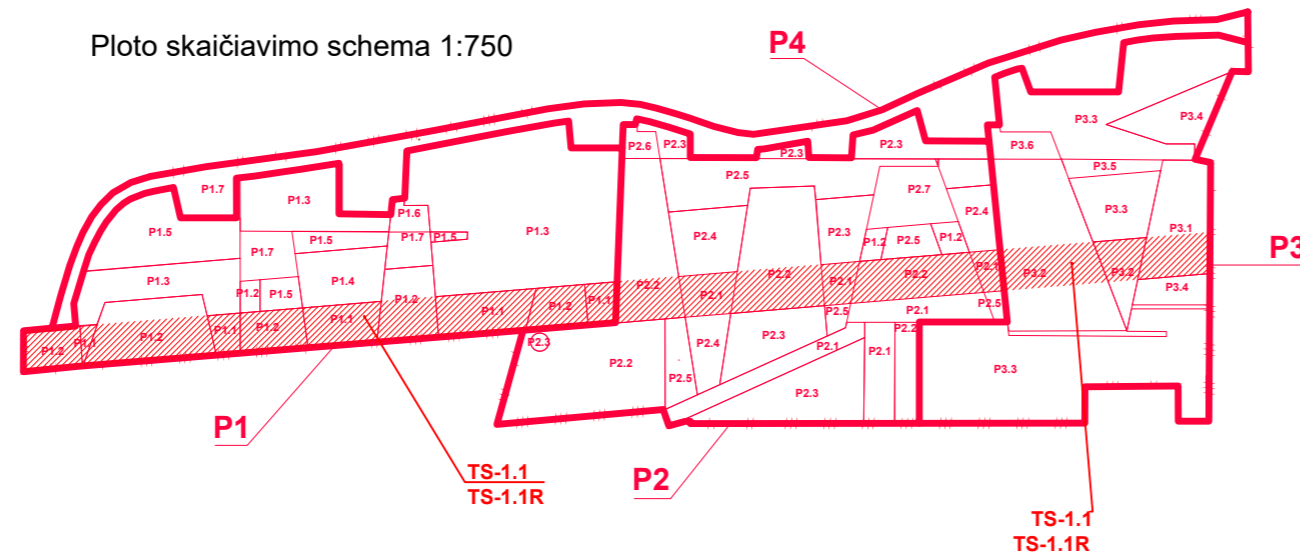 Ploto skaičiavimo schema 1:750
P4
P3.3
P3.4
P2.6
P2.3
P2.3
P2.3
P3.6
P3.5
P2.5
P1.7
P1.3
P2.7
P3.3
P1.6
P2.4
P1.5
P1.7
P1.5
P1.3
P2.4
P2.3
P3.1
P1.7
P1.5
P1.2
P2.5
P1.2
P3
P1.3
P1.4
P2.2
P2.1
P2.2
P2.1
P2.2
P2.1
P3.2
P3.2
P1.2
P1.5
P1.2
P1.1
P1.2
P1.1
P3.4
P2.5
P2.1
P2.5
P1.2
P1.1
P1.2
P1.1
P1.2
P1.1
P2.3
P2.4
P2.3
P2.1
P2.1
P2.2
P2.2
P2.5
P2.3
P3.3
P1
P2
TS-1.1
TS-1.1R
TS-1.1
TS-1.1R